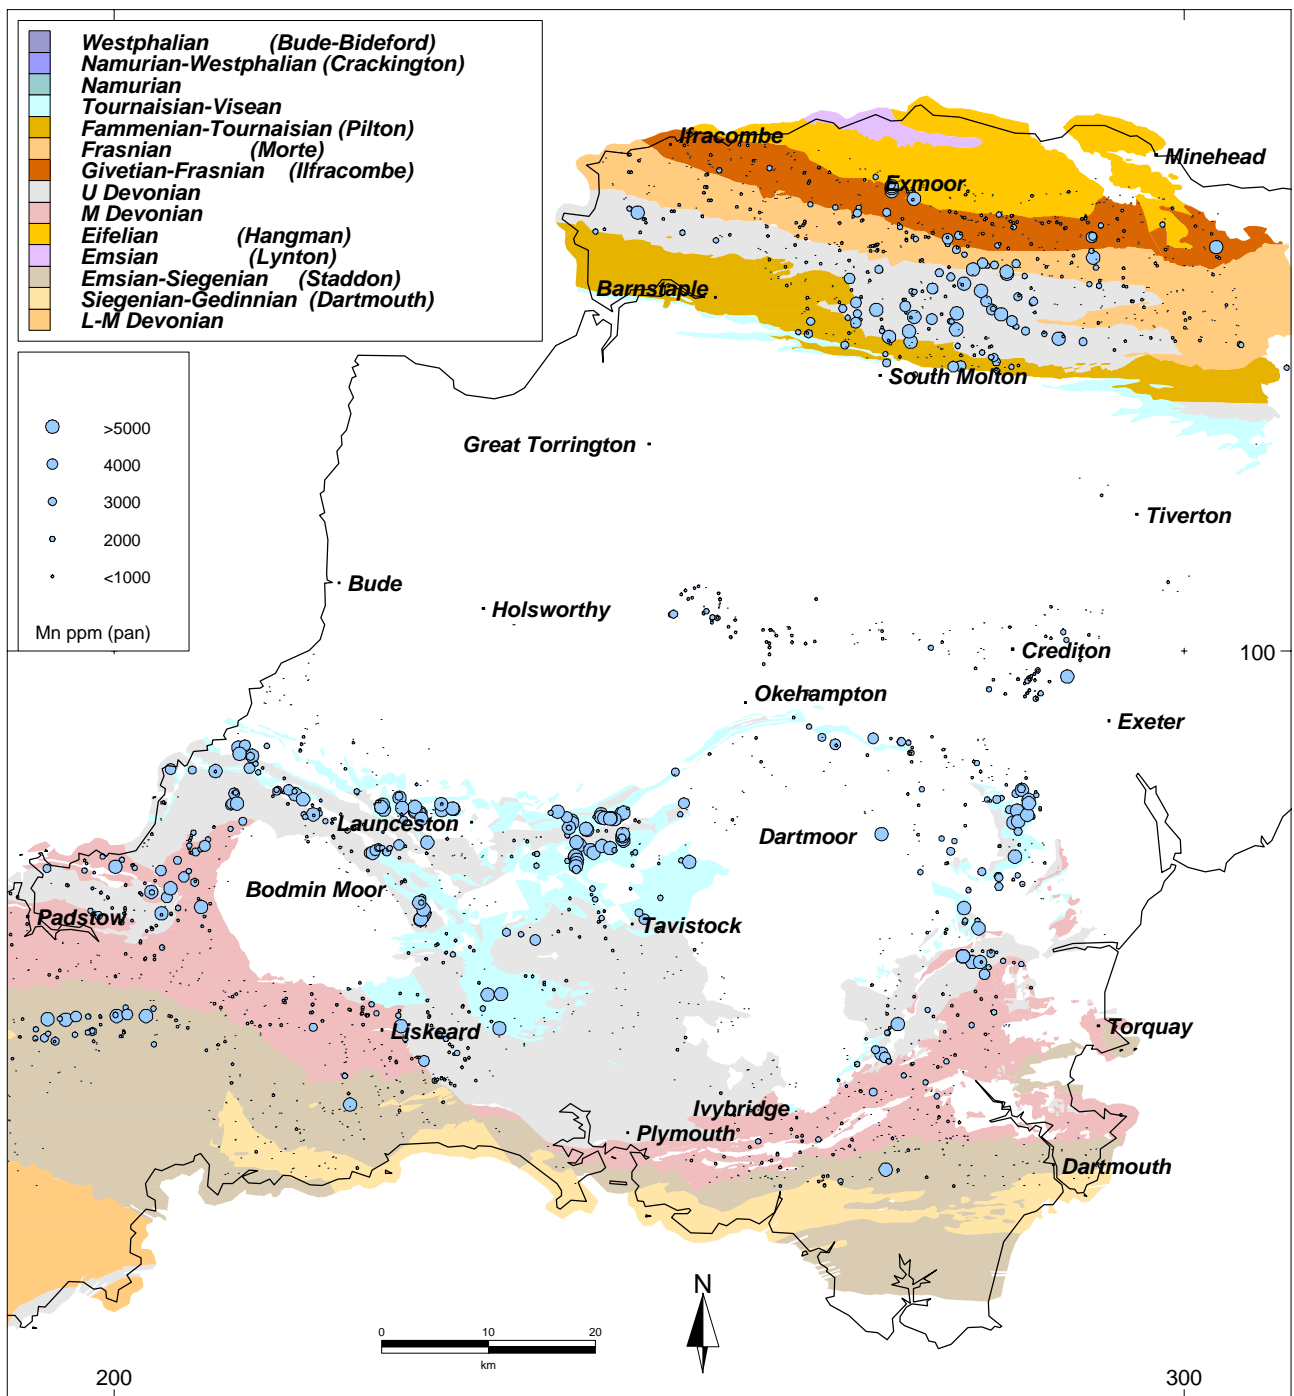 Westphalian (Bude-Bideford)
Namurian-Westphalian (Crackington)
Namurian
Tournaisian-Visean
Fammenian-Tournaisian (Pilton)
Frasnian (Morte)
Givetian-Frasnian (Ilfracombe)
U Devonian
M Devonian
Eifelian (Hangman)
Emsian (Lynton)
Emsian-Siegenian (Staddon)
Siegenian-Gedinnian (Dartmouth)
L-M Devonian
>5000
4000
3000
2000
<1000
Mn ppm (pan)
Ilfracombe
Minehead
Exmoor
Barnstaple
South Molton
Great Torrington
Tiverton
Bude
Holsworthy
Crediton
100
Okehampton
Exeter
Launceston
Dartmoor
Bodmin Moor
Padstow
Tavistock
Liskeard
Torquay
Ivybridge
Plymouth
Dartmouth
N
0 10 20
km
200
300